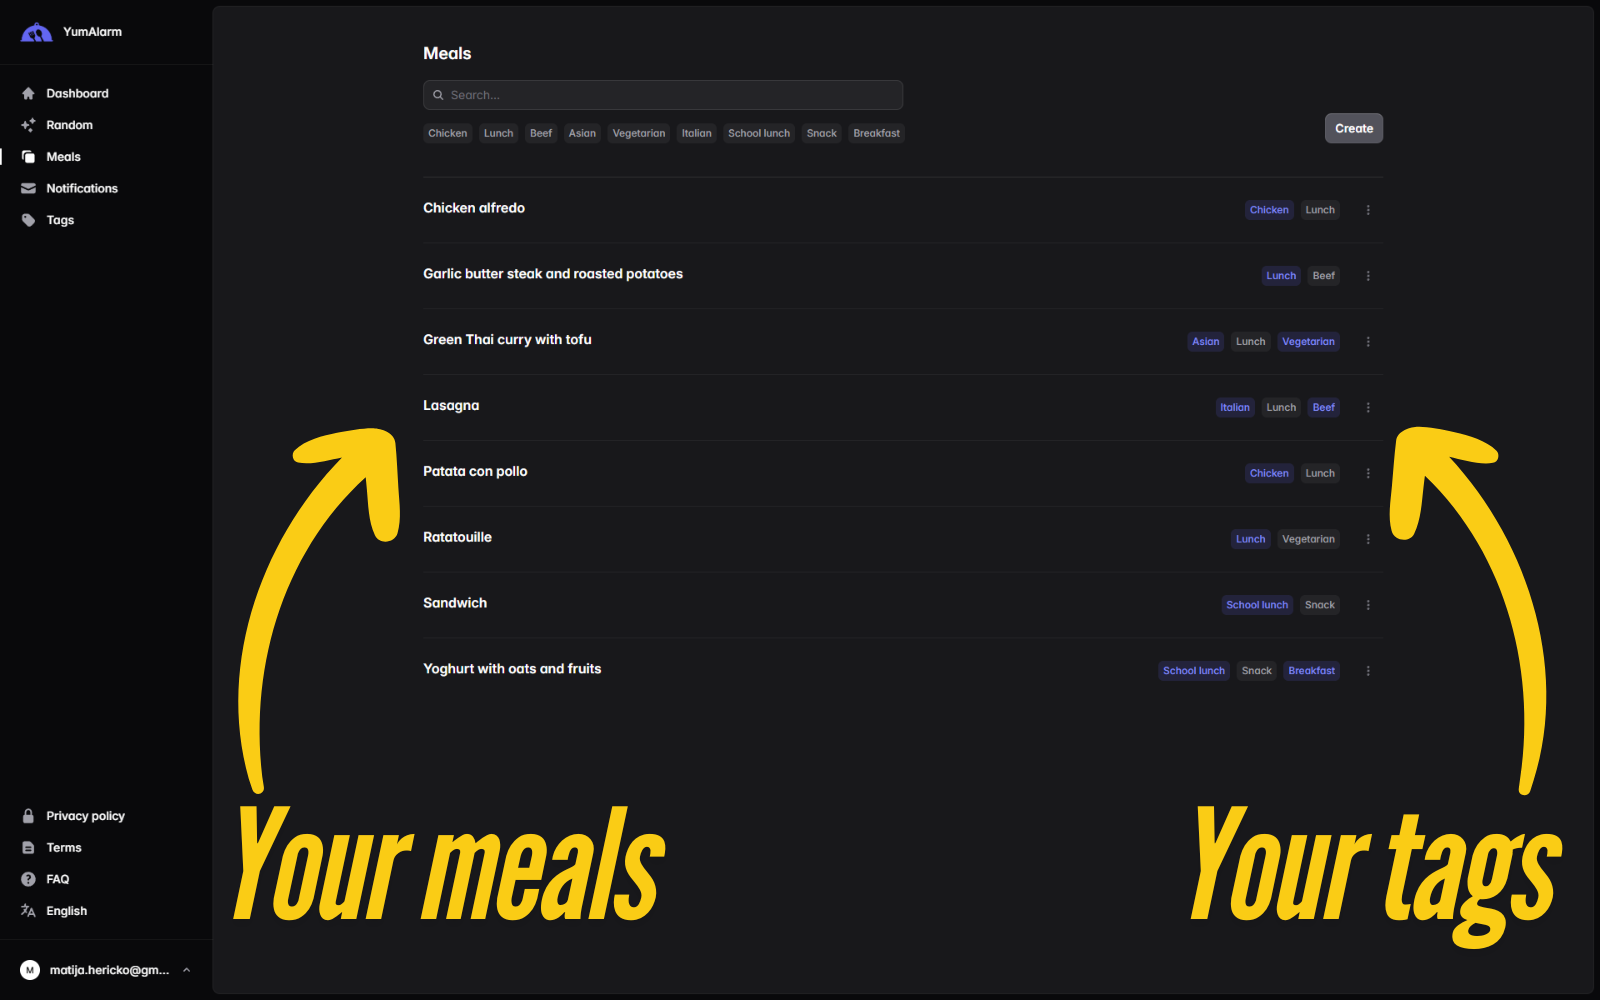 YumAlarm
Dashboard
Random
Meals
Notifications
Tags
Privacy policy
Terms
FAQ
English
M matija.hericko@gm...
Meals
Search...
Chicken Lunch Beef Asian Vegetarian Italian School lunch Snack Breakfast
Create
Chicken alfredo Chicken Lunch
Garlic butter steak and roasted potatoes Lunch Beef
Green Thai curry with tofu Asian Lunch Vegetarian
Lasagna Italian Lunch Beef
Patata con pollo Chicken Lunch
Ratatouille Lunch Vegetarian
Sandwich School lunch Snack
Yoghurt with oats and fruits School lunch Snack Breakfast
Your meals
Your tags